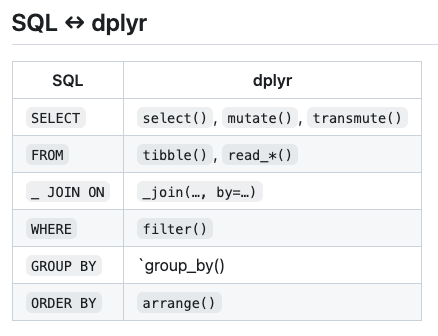 SQL ↔ dplyr
SQL dplyr
SELECT select(), mutate(), transmute()
FROM tibble(), read_*()
_ JOIN ON _join(…, by=…)
WHERE filter()
GROUP BY `group_by()
ORDER BY arrange()